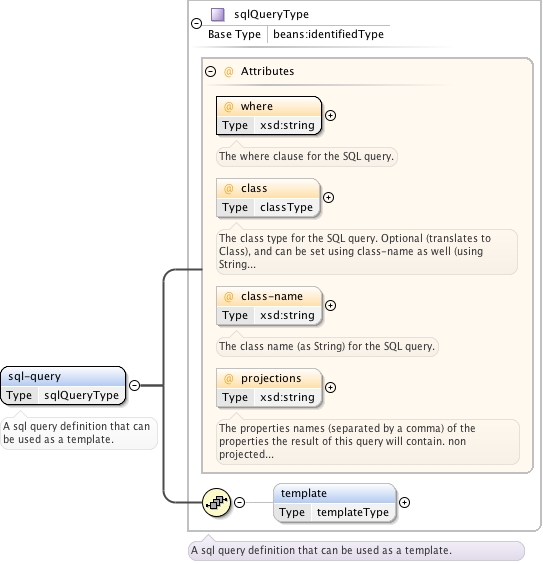 sqlQueryType
Base Type beans:identifiedType
@ Attributes
@ where
Type xsd:string
The where clause for the SQL query.
@ class
Type classType
The class type for the SQL query. Optional (translates to
Class), and can be set using class-name as well (using
String...
@ class-name
Type xsd:string
The class name (as String) for the SQL query.
@ projections
Type xsd:string
The properties names (separated by a comma) of the
properties the result of this query will contain. non
projected...
sql-query
Type sqlQueryType
A sql query definition that can
be used as a template.
template
Type templateType
A sql query definition that can be used as a template.